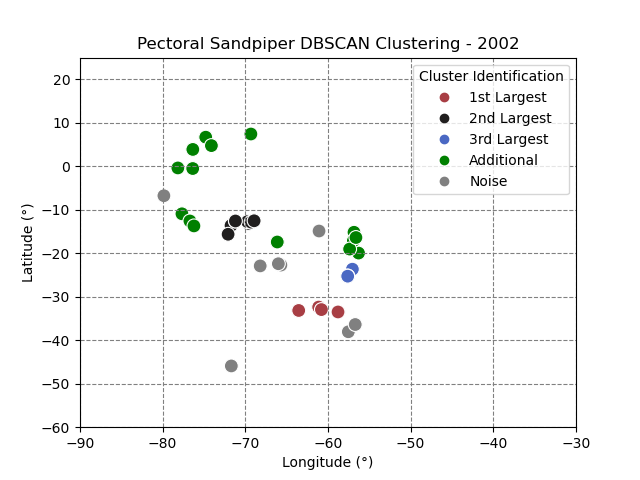 Pectoral Sandpiper DBSCAN Clustering - 2002
Cluster Identification
1st Largest
2nd Largest
3rd Largest
Additional
Noise
20
10
0
−10
−20
−30
−40
−50
−60
Latitude (°)
−90 −80 −70 −60 −50 −40 −30
Longitude (°)